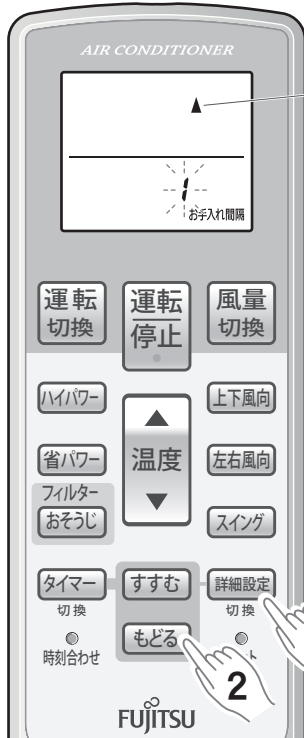 AIR CONDITIONER
1
お手入れ間隔
運転
切換
運転
停止
風量
切換
ハイパワー
上下風向
温度
省パワー
左右風向
フィルター
おそうじ
スイング
タイマー
切換
すすむ
詳細設定
切換
時刻合わせ
もどる
ト
2
FUJITSU